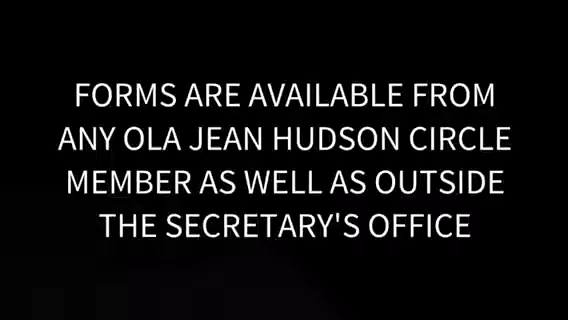 FORMS ARE AVAILABLE FROM
ANY OLA JEAN HUDSON CIRCLE
MEMBER AS WELL AS OUTSIDE
THE SECRETARY'S OFFICE